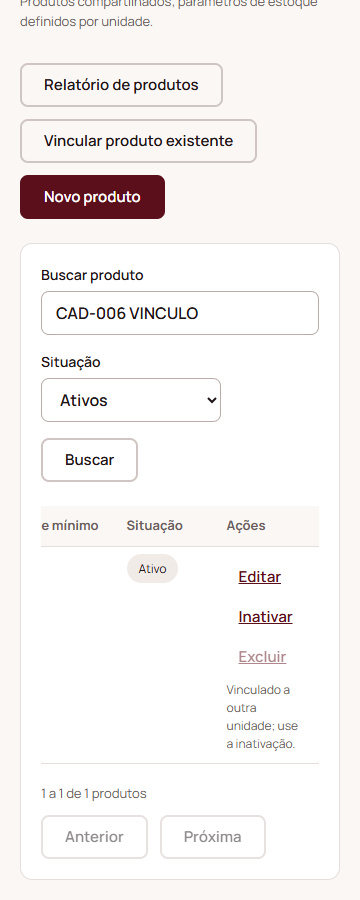 Produtos compartilhados, parâmetros de estoque
definidos por unidade.
Relatório de produtos
Vincular produto existente
Novo produto
Buscar produto
CAD-006 VINCULO
Situação
Ativos
Buscar
e mínimo Situação Ações
Ativo
Editar
Inativar
Excluir
Vinculado a
outra
unidade; use
a inativação.
1 a 1 de 1 produtos
Anterior Próxima